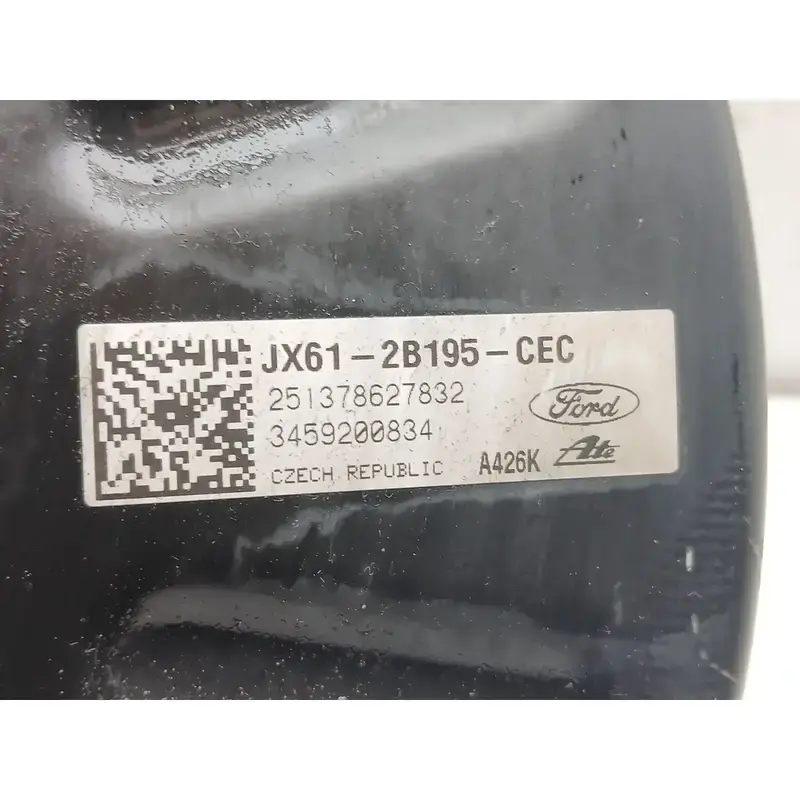 JX61-2B195-CEC
251378627832
3459200834
Ford
CZECH REPUBLIC A426K Ate